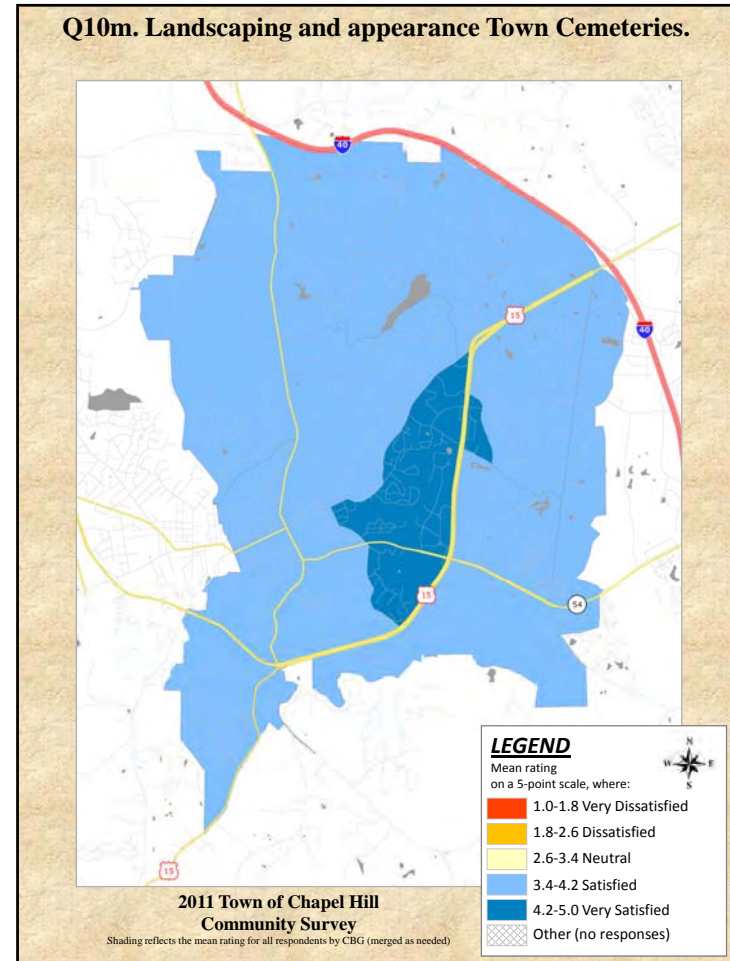 Q10m. Landscaping and appearance Town Cemeteries.
40
15
40
15
54
15
LEGEND
Mean rating
on a 5-point scale, where:
N
W E
S
1.0-1.8 Very Dissatisfied
1.8-2.6 Dissatisfied
2.6-3.4 Neutral
3.4-4.2 Satisfied
4.2-5.0 Very Satisfied
Other (no responses)
2011 Town of Chapel Hill
Community Survey
Shading reflects the mean rating for all respondents by CBG (merged as needed)